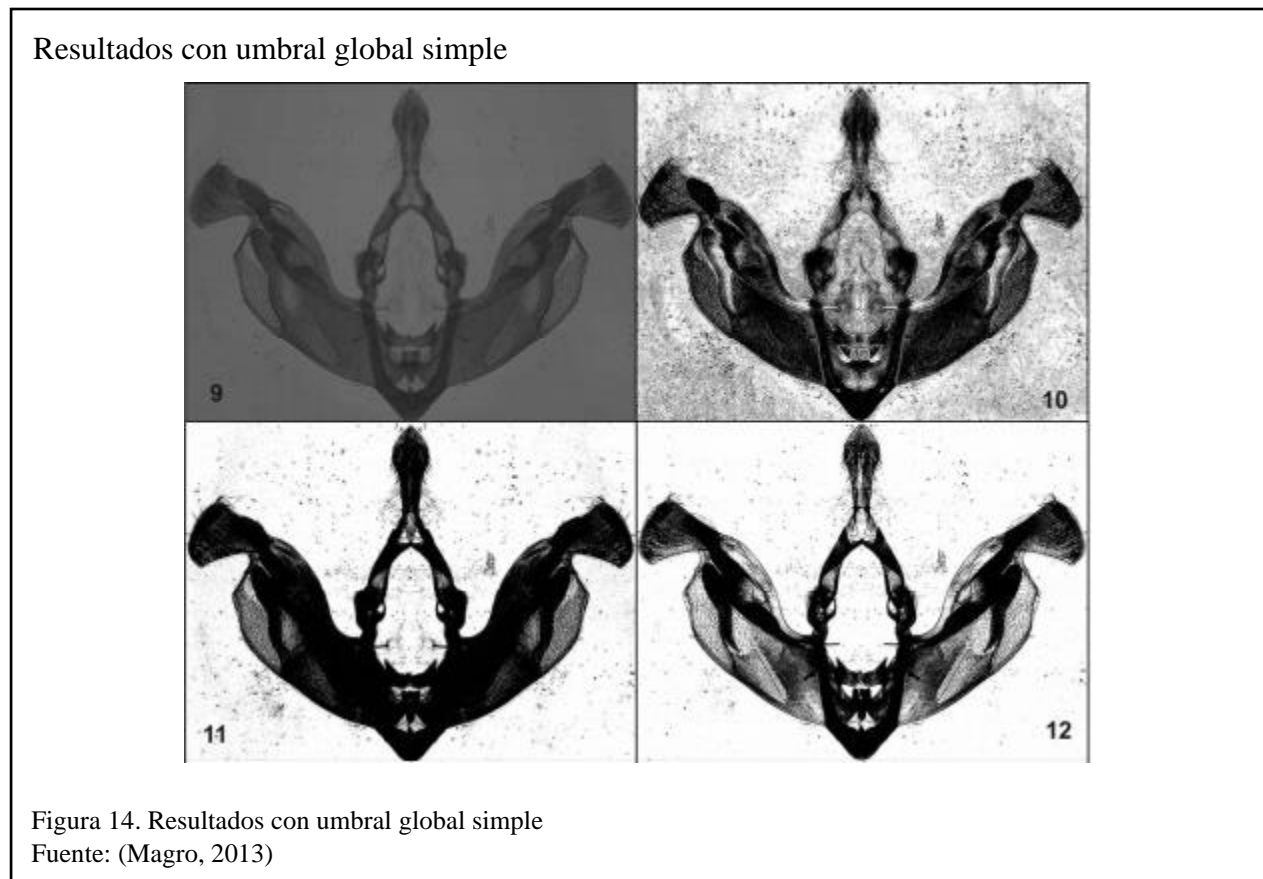 Resultados con umbral global simple
9
10
11
12
Figura 14. Resultados con umbral global simple
Fuente: (Magro, 2013)